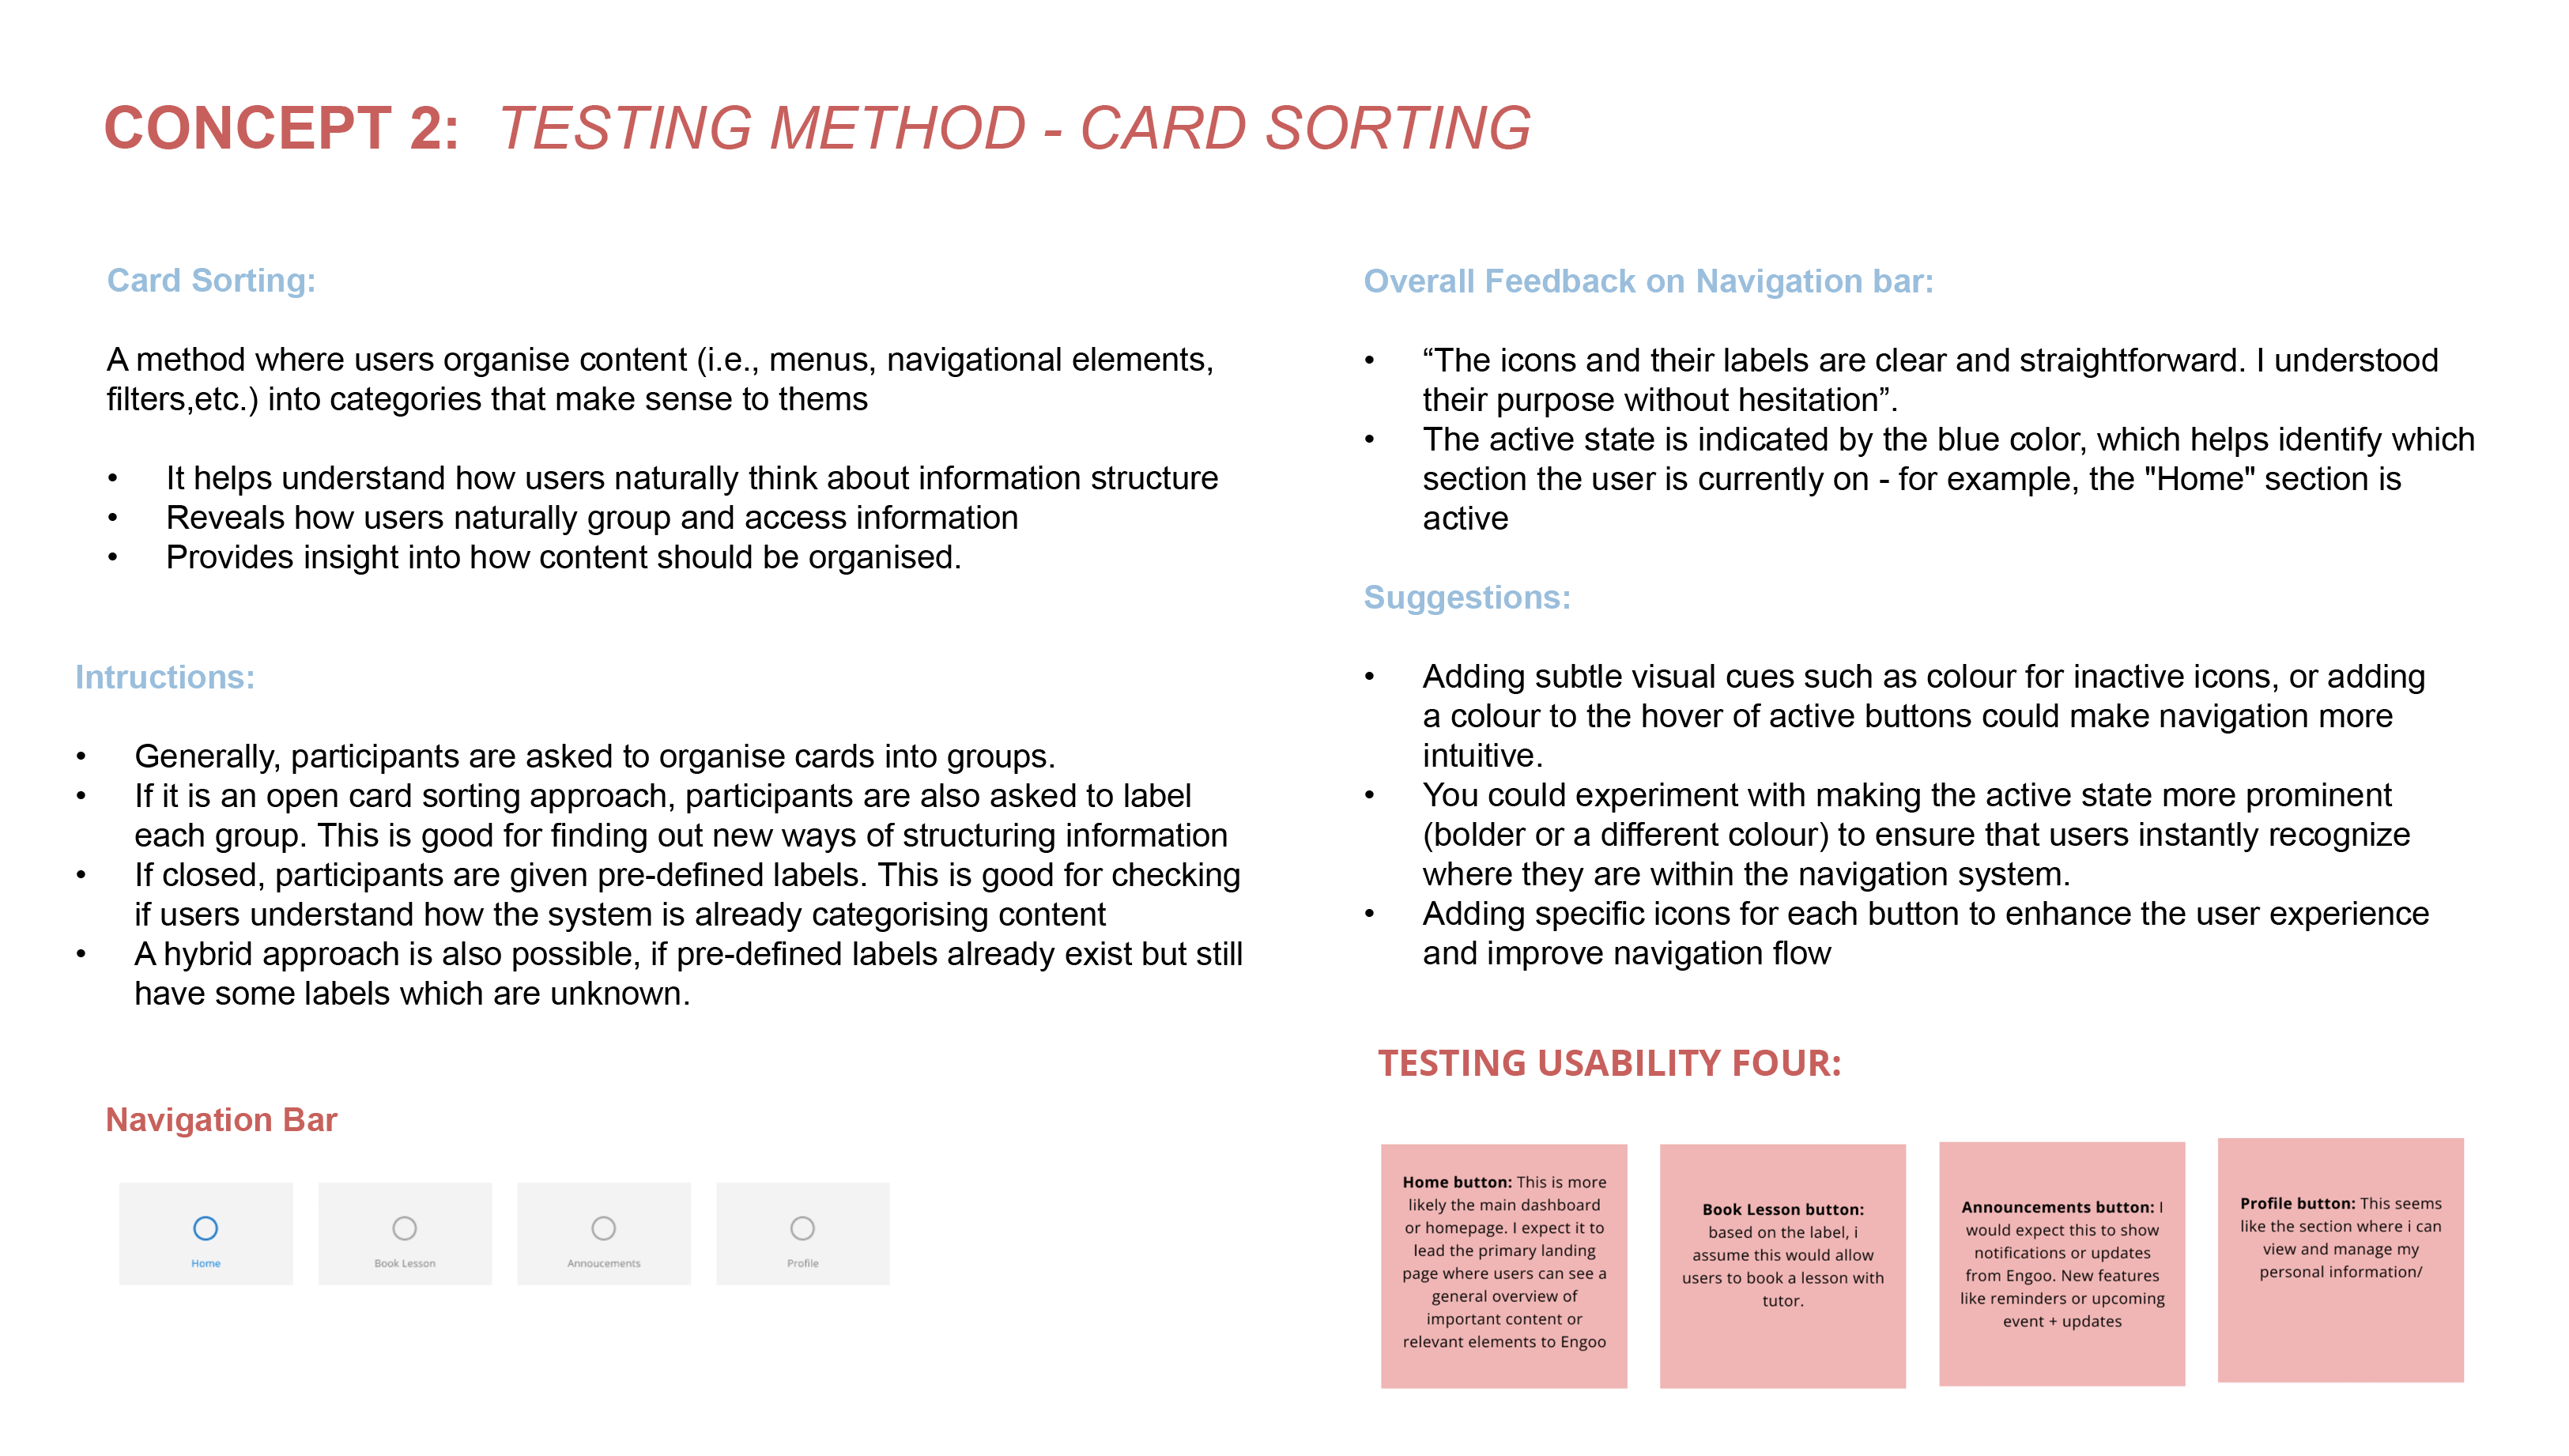 CONCEPT 2: TESTING METHOD - CARD SORTING
Card Sorting:
A method where users organise content (i.e., menus, navigational elements,
filters,etc.) into categories that make sense to thems
• It helps understand how users naturally think about information structure
• Reveals how users naturally group and access information
• Provides insight into how content should be organised.
Intructions:
• Generally, participants are asked to organise cards into groups.
• If it is an open card sorting approach, participants are also asked to label
each group. This is good for finding out new ways of structuring information
• If closed, participants are given pre-defined labels. This is good for checking
if users understand how the system is already categorising content
• A hybrid approach is also possible, if pre-defined labels already exist but still
have some labels which are unknown.
Navigation Bar
Home
Book Lesson
Annoucements
Profile
Overall Feedback on Navigation bar:
• “The icons and their labels are clear and straightforward. I understood
their purpose without hesitation”.
• The active state is indicated by the blue color, which helps identify which
section the user is currently on - for example, the "Home" section is
active
Suggestions:
• Adding subtle visual cues such as colour for inactive icons, or adding
a colour to the hover of active buttons could make navigation more
intuitive.
• You could experiment with making the active state more prominent
(bolder or a different colour) to ensure that users instantly recognize
where they are within the navigation system.
• Adding specific icons for each button to enhance the user experience
and improve navigation flow
TESTING USABILITY FOUR:
Home button: This is more
likely the main dashboard
or homepage. I expect it to
lead the primary landing
page where users can see a
general overview of
important content or
relevant elements to Engoo
Book Lesson button:
based on the label, i
assume this would allow
users to book a lesson with
tutor.
Announcements button: I
would expect this to show
notifications or updates
from Engoo. New features
like reminders or upcoming
event + updates
Profile button: This seems
like the section where i can
view and manage my
personal information/